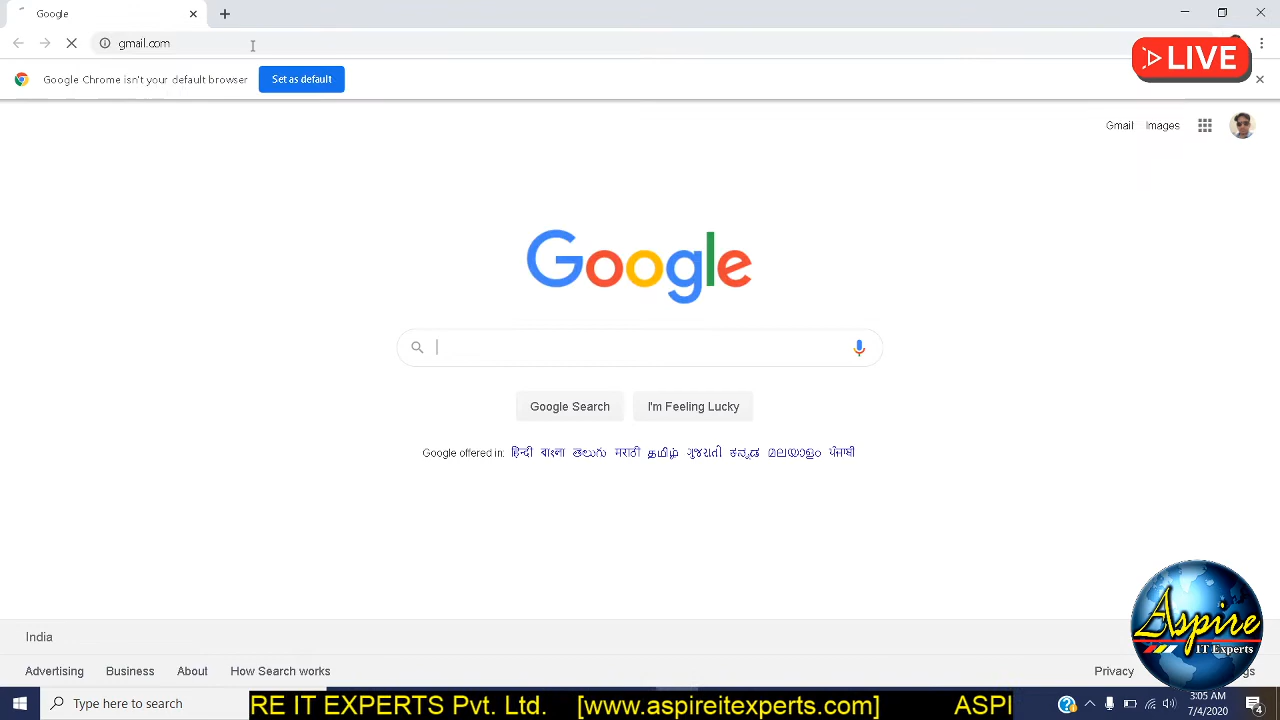 Google
gmail.com
LIVE
Google Chrome isn't your default browser
Set as default
Gmail
Images
Google
Google Search
I'm Feeling Lucky
Google offered in: हिन्दी বাংলা తెలుగు मराठी தமிழ் ગુજરાતી ಕನ್ನಡ മലയാളം ਪੰਜਾਬੀ
India
Advertising
Business
About
How Search works
Privacy
Aspire
IT Experts
Type here to search
RE IT EXPERTS Pvt. Ltd. [www.aspireitexperts.com] ASPI
3:05 AM
7/4/2020